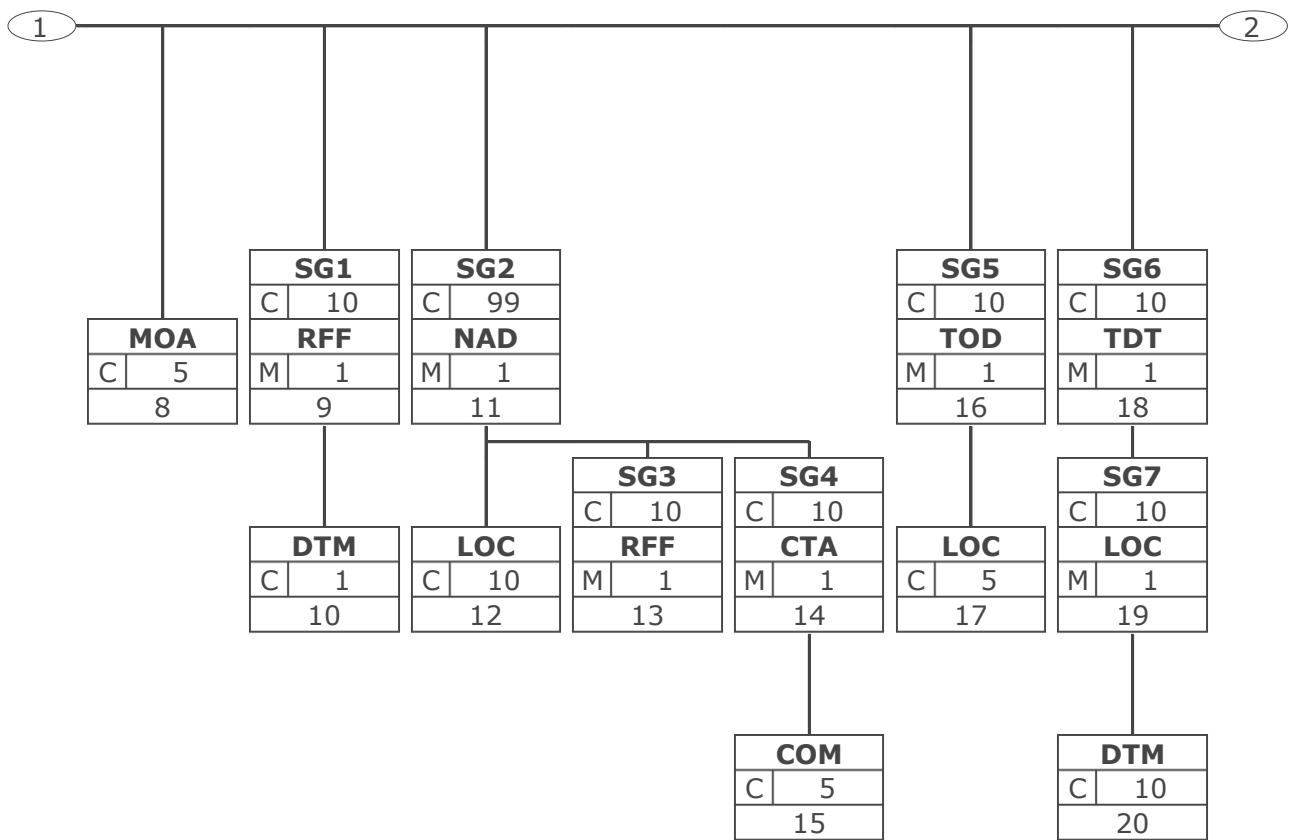 1
2
SG1
SG2
SG5
SG6
C 10
C 99
C 10
C 10
MOA
RFF
NAD
TOD
TDT
C 5
M 1
M 1
M 1
M 1
8
9
11
16
18
SG3
SG4
SG7
C 10
C 10
C 10
DTM
LOC
RFF
CTA
LOC
LOC
C 1
C 10
M 1
M 1
C 5
M 1
10
12
13
14
17
19
COM
DTM
C 5
C 10
15
20